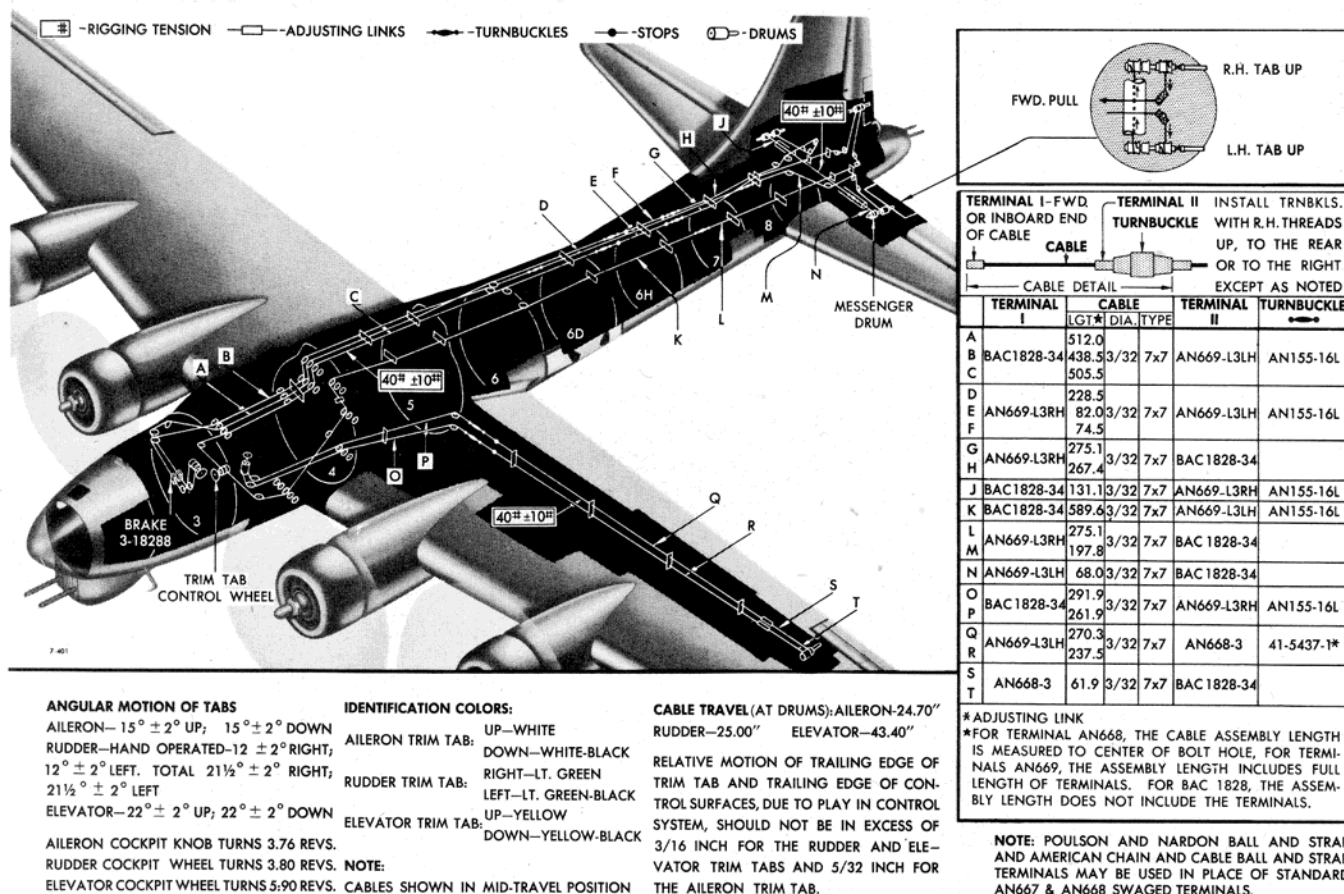 # -RIGGING TENSION -ADJUSTING LINKS -TURNBUCKLES -STOPS -DRUMS
FWD. PULL
R.H. TAB UP
L.H. TAB UP
40# ±10#
J
H
G
F
E
D
C
B
A
8
7
6H
6D
6
5
4
3
N
M
L
K
MESSENGER
DRUM
40# ±10#
P
O
Q
R
S
T
40# ±10#
BRAKE
3-18288
TRIM TAB
CONTROL WHEEL
7-401
TERMINAL I-FWD.
OR INBOARD END
OF CABLE
CABLE
TERMINAL II
TURNBUCKLE
CABLE DETAIL
INSTALL TRNBKLS.
WITH R.H. THREADS
UP, TO THE REAR
OR TO THE RIGHT
EXCEPT AS NOTED
TERMINAL I CABLE TERMINAL II TURNBUCKLE
LGT.* DIA. TYPE
A 512.0
B BAC1828-34 438.5 3/32 7x7 AN669-L3LH AN155-16L
C 505.5
D 228.5
E AN669-L3RH 82.0 3/32 7x7 AN669-L3LH AN155-16L
F 74.5
G 275.1
AN669-L3RH 3/32 7x7 BAC1828-34
H 267.4
J BAC1828-34 131.1 3/32 7x7 AN669-L3RH AN155-16L
K BAC1828-34 589.6 3/32 7x7 AN669-L3LH AN155-16L
L 275.1
AN669-L3RH 3/32 7x7 BAC 1828-34
M 197.8
N AN669-L3LH 68.0 3/32 7x7 BAC 1828-34
O 291.9
BAC1828-34 3/32 7x7 AN669-L3RH AN155-16L
P 261.9
Q 270.3
AN669-L3LH 3/32 7x7 AN668-3 41-5437-1*
R 237.5
S
AN668-3 61.9 3/32 7x7 BAC 1828-34
T
*ADJUSTING LINK
*FOR TERMINAL AN668, THE CABLE ASSEMBLY LENGTH
IS MEASURED TO CENTER OF BOLT HOLE, FOR TERMI-
NALS AN669, THE ASSEMBLY LENGTH INCLUDES FULL
LENGTH OF TERMINALS. FOR BAC 1828, THE ASSEM-
BLY LENGTH DOES NOT INCLUDE THE TERMINALS.
NOTE: POULSON AND NARDON BALL AND STRA
AND AMERICAN CHAIN AND CABLE BALL AND STRA
TERMINALS MAY BE USED IN PLACE OF STANDAR
AN667 & AN668 SWAGED TERMINALS.
ANGULAR MOTION OF TABS
AILERON—15° ± 2° UP; 15° ± 2° DOWN
RUDDER—HAND OPERATED-12 ± 2° RIGHT;
12° ± 2° LEFT. TOTAL 21½° ± 2° RIGHT;
21½° ± 2° LEFT
ELEVATOR—22° ± 2° UP; 22° ± 2° DOWN
AILERON COCKPIT KNOB TURNS 3.76 REVS.
RUDDER COCKPIT WHEEL TURNS 3.80 REVS.
ELEVATOR COCKPIT WHEEL TURNS 5.90 REVS.
IDENTIFICATION COLORS:
AILERON TRIM TAB: UP—WHITE
DOWN—WHITE-BLACK
RUDDER TRIM TAB: RIGHT—LT. GREEN
LEFT—LT. GREEN-BLACK
ELEVATOR TRIM TAB: UP—YELLOW
DOWN—YELLOW-BLACK
NOTE:
CABLES SHOWN IN MID-TRAVEL POSITION
CABLE TRAVEL (AT DRUMS): AILERON-24.70"
RUDDER—25.00" ELEVATOR—43.40"
RELATIVE MOTION OF TRAILING EDGE OF
TRIM TAB AND TRAILING EDGE OF CON-
TROL SURFACES, DUE TO PLAY IN CONTROL
SYSTEM, SHOULD NOT BE IN EXCESS OF
3/16 INCH FOR THE RUDDER AND ELE-
VATOR TRIM TABS AND 5/32 INCH FOR
THE AILERON TRIM TAB.